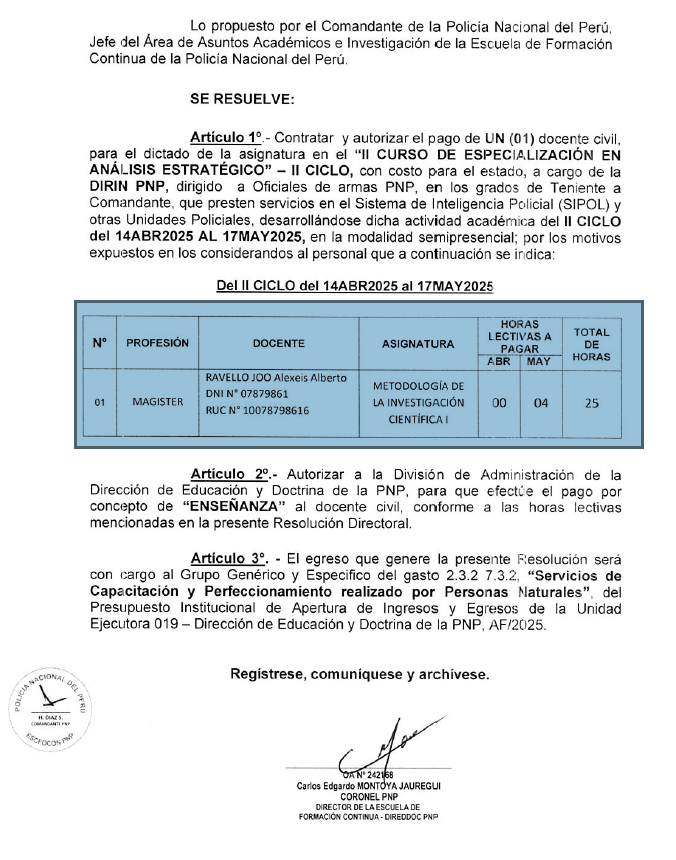 Lo propuesto por el Comandante de la Policía Nacional del Perú,
Jefe del Área de Asuntos Académicos e Investigación de la Escuela de Formación
Continua de la Policía Nacional del Perú.
SE RESUELVE:
Artículo 1º.- Contratar y autorizar el pago de UN (01) docente civil,
para el dictado de la asignatura en el “II CURSO DE ESPECIALIZACIÓN EN
ANÁLISIS ESTRATÉGICO” – II CICLO, con costo para el estado, a cargo de la
DIRIN PNP, dirigido a Oficiales de armas PNP, en los grados de Teniente a
Comandante, que presten servicios en el Sistema de Inteligencia Policial (SIPOL) y
otras Unidades Policiales, desarrollándose dicha actividad académica del II CICLO
del 14ABR2025 AL 17MAY2025, en la modalidad semipresencial; por los motivos
expuestos en los considerandos al personal que a continuación se indica:
Del II CICLO del 14ABR2025 al 17MAY2025
Nº PROFESIÓN DOCENTE ASIGNATURA HORAS LECTIVAS A PAGAR ABR MAY TOTAL DE HORAS
01 MAGISTER RAVELLO JOO Alexeis Alberto
DNI N° 07879861
RUC N° 10078798616
METODOLOGÍA DE
LA INVESTIGACIÓN
CIENTÍFICA I
00 04 25
Artículo 2º.- Autorizar a la División de Administración de la
Dirección de Educación y Doctrina de la PNP, para que efectúe el pago por
concepto de “ENSEÑANZA” al docente civil, conforme a las horas lectivas
mencionadas en la presente Resolución Directoral.
Artículo 3º. - El egreso que genere la presente Resolución será
con cargo al Grupo Genérico y Especifico del gasto 2.3.2 7.3.2, “Servicios de
Capacitación y Perfeccionamiento realizado por Personas Naturales”, del
Presupuesto Institucional de Apertura de Ingresos y Egresos de la Unidad
Ejecutora 019 – Dirección de Educación y Doctrina de la PNP, AF/2025.
Regístrese, comuníquese y archívese.
POLICÍA NACIONAL DEL PERÚ
H. DIAZ S.
COMANDANTE PNP
ESCFOCON PNP
OA N° 242168
Carlos Edgardo MONTOYA JAUREGUI
CORONEL PNP
DIRECTOR DE LA ESCUELA DE
FORMACIÓN CONTINUA - DIREDDOC PNP